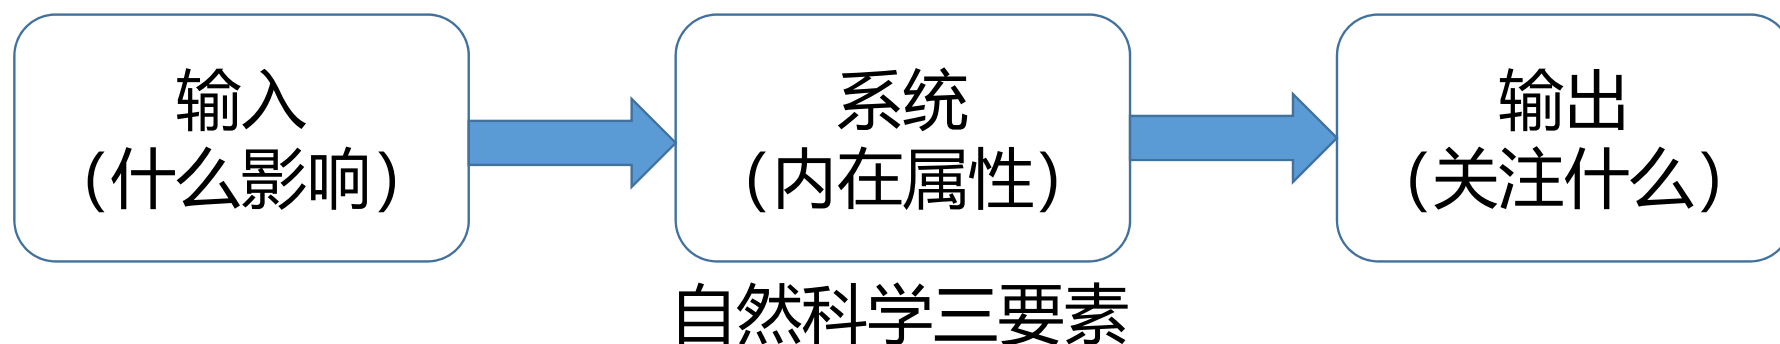 输入
（什么影响）
系统
（内在属性）
输出
（关注什么）
自然科学三要素